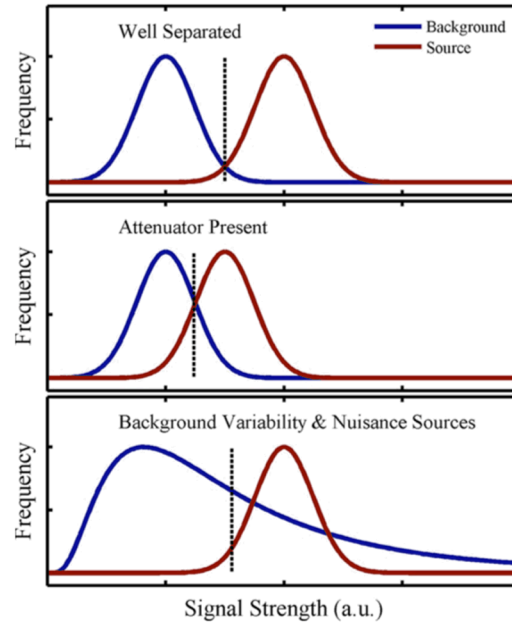 Well Separated
Background
Source
Frequency
Attenuator Present
Frequency
Background Variability & Nuisance Sources
Frequency
Signal Strength (a.u.)